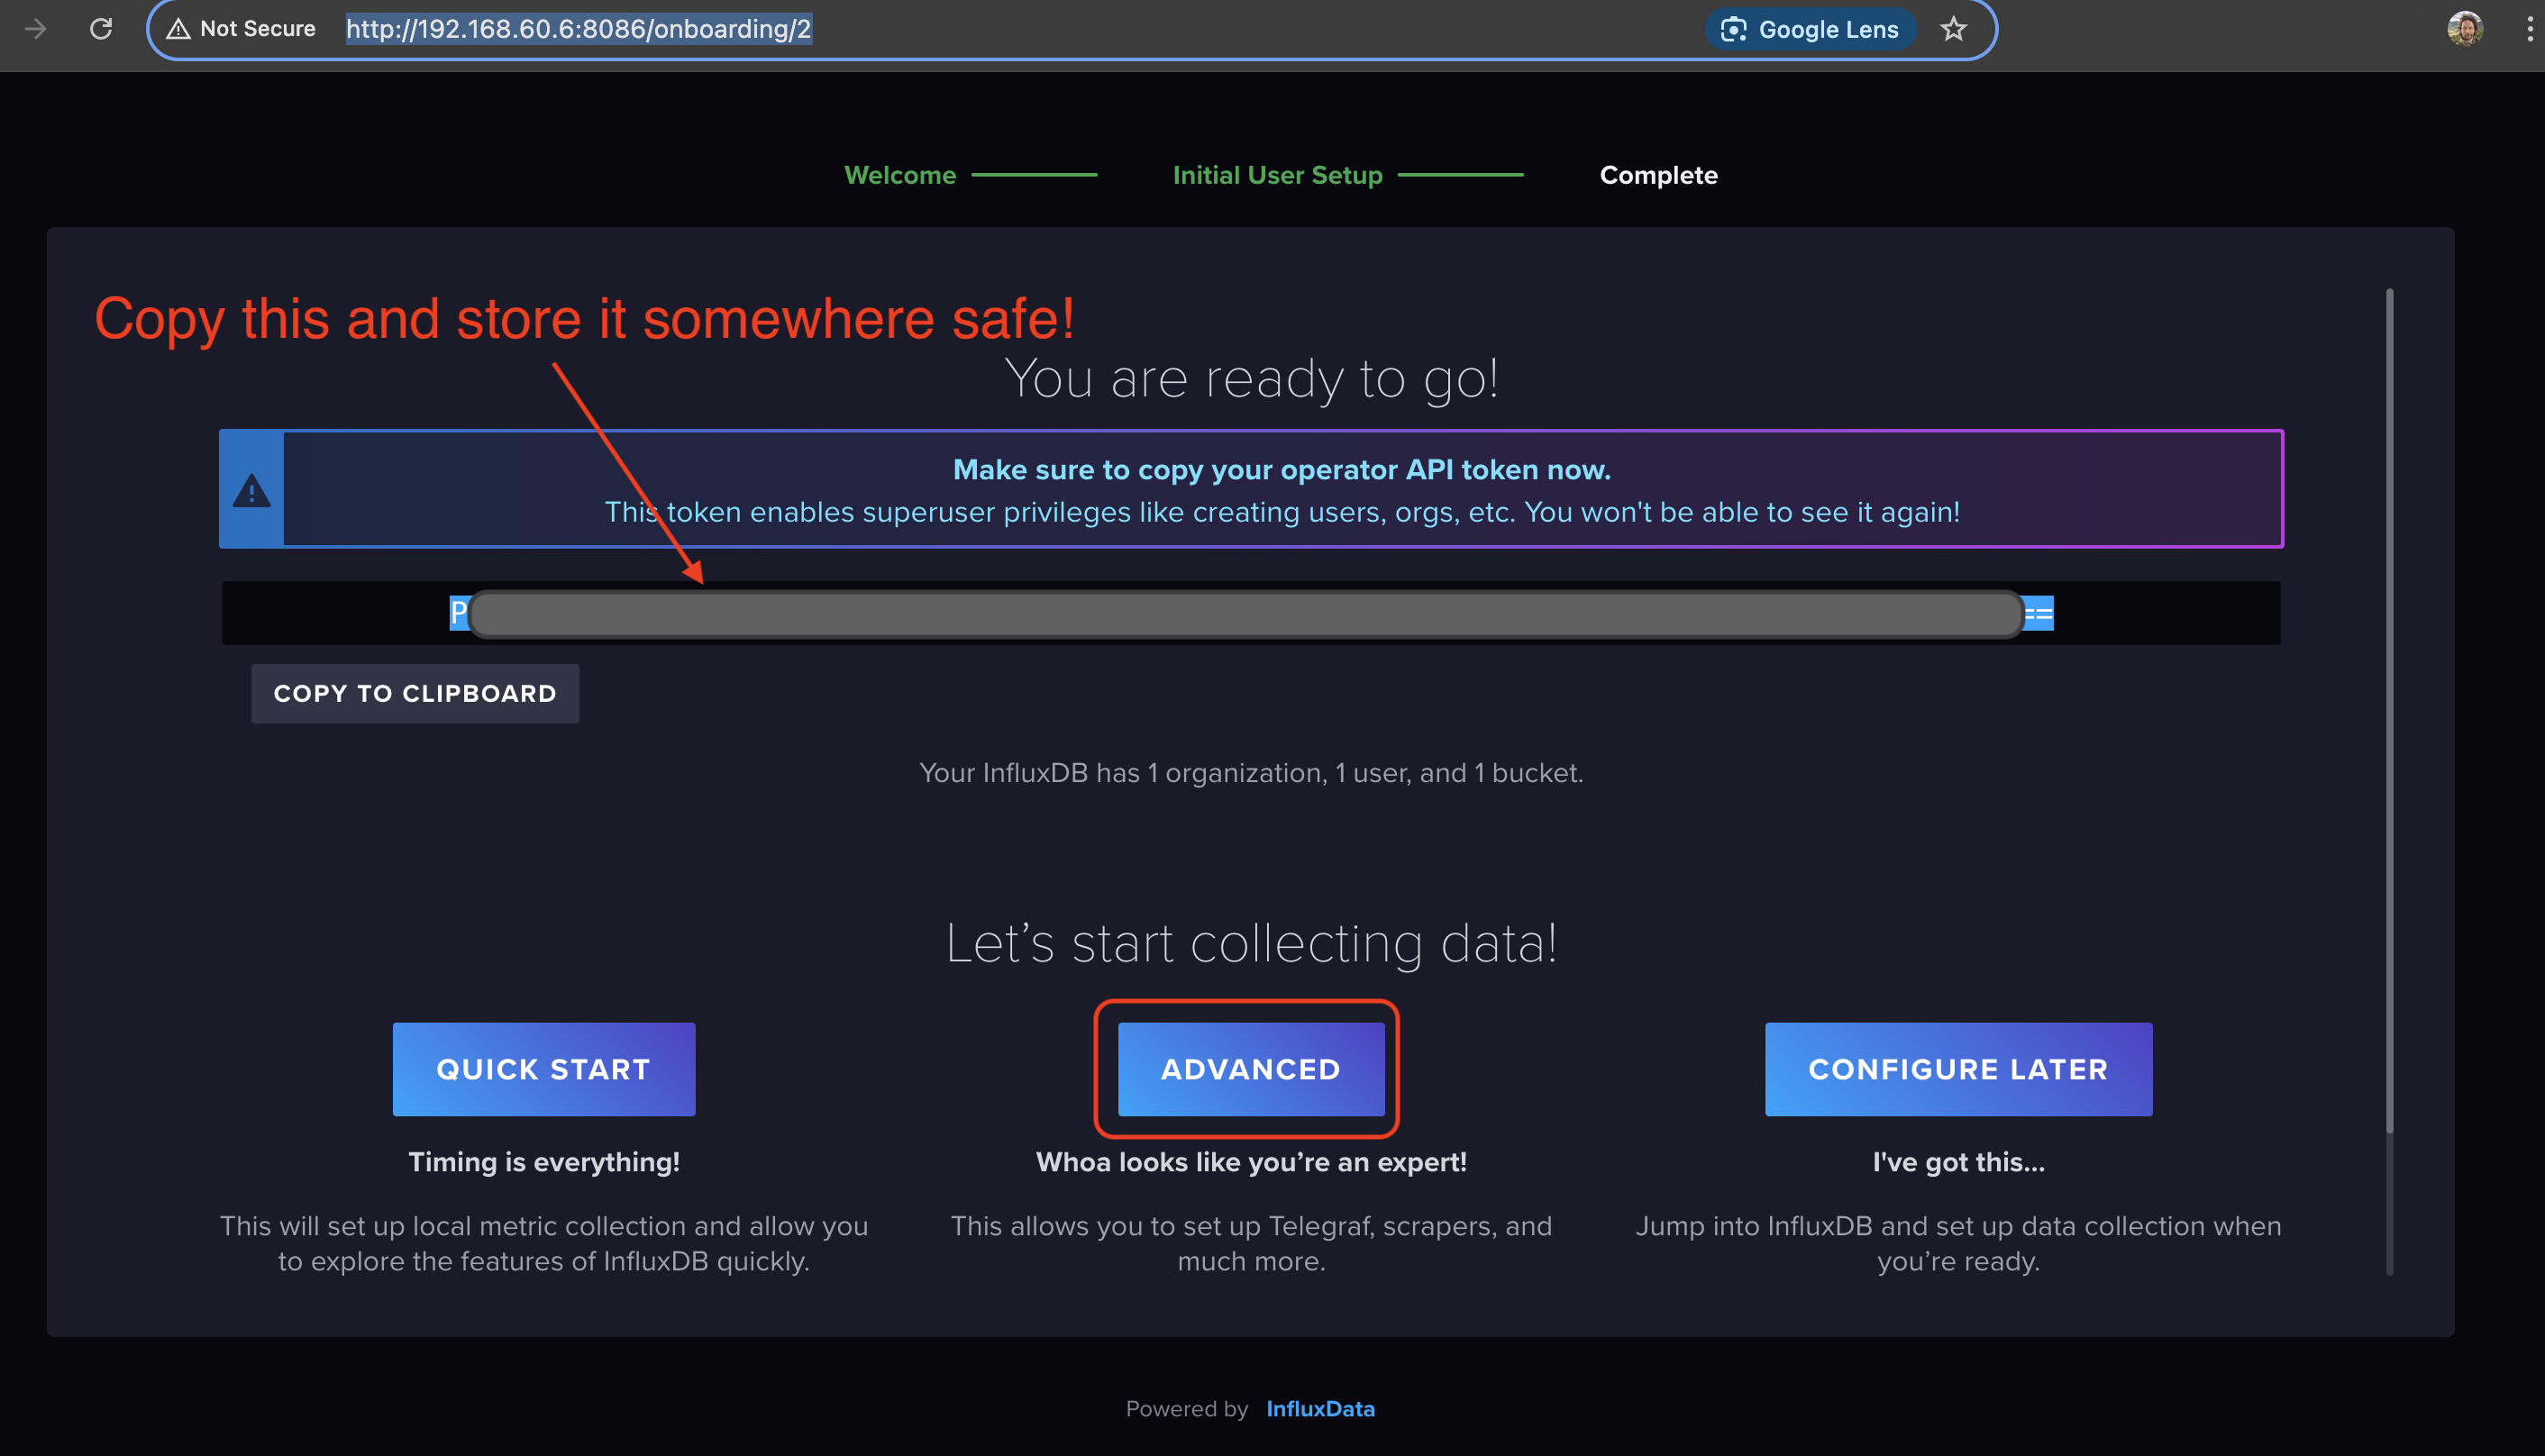 Not Secure http://192.168.60.6:8086/onboarding/2 Google Lens
Welcome Initial User Setup Complete
Copy this and store it somewhere safe!
You are ready to go!
Make sure to copy your operator API token now.
This token enables superuser privileges like creating users, orgs, etc. You won't be able to see it again!
P ==
COPY TO CLIPBOARD
Your InfluxDB has 1 organization, 1 user, and 1 bucket.
Let’s start collecting data!
QUICK START
Timing is everything!
This will set up local metric collection and allow you
to explore the features of InfluxDB quickly.
ADVANCED
Whoa looks like you’re an expert!
This allows you to set up Telegraf, scrapers, and
much more.
CONFIGURE LATER
I've got this...
Jump into InfluxDB and set up data collection when
you’re ready.
Powered by InfluxData